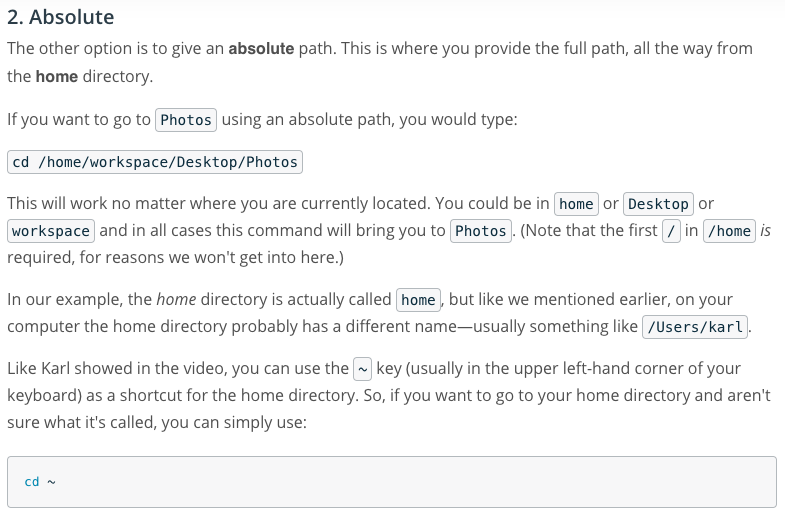 2. Absolute
The other option is to give an absolute path. This is where you provide the full path, all the way from
the home directory.
If you want to go to Photos using an absolute path, you would type:
cd /home/workspace/Desktop/Photos
This will work no matter where you are currently located. You could be in home or Desktop or
workspace and in all cases this command will bring you to Photos. (Note that the first / in /home is
required, for reasons we won't get into here.)
In our example, the home directory is actually called home, but like we mentioned earlier, on your
computer the home directory probably has a different name—usually something like /Users/karl.
Like Karl showed in the video, you can use the ~ key (usually in the upper left-hand corner of your
keyboard) as a shortcut for the home directory. So, if you want to go to your home directory and aren't
sure what it's called, you can simply use:
cd ~